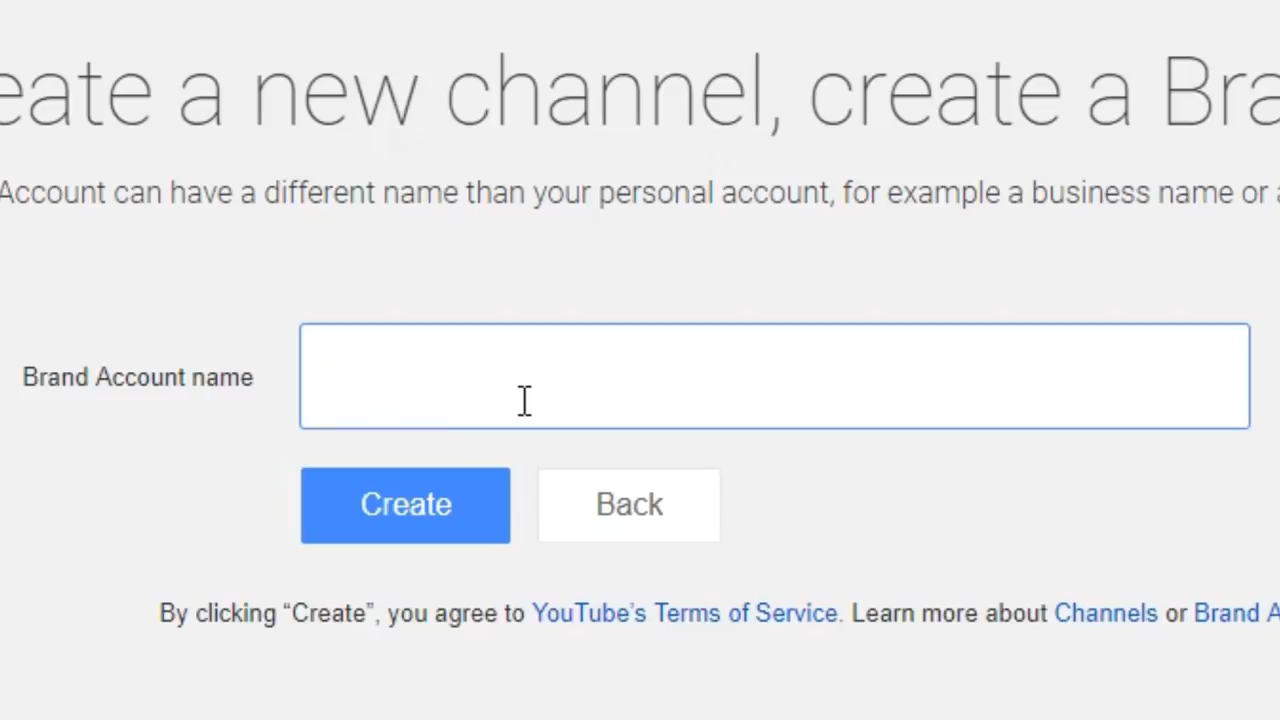 eate a new channel, create a Bra
Account can have a different name than your personal account, for example a business name or a
Brand Account name
Create
Back
By clicking “Create”, you agree to YouTube's Terms of Service. Learn more about Channels or Brand A